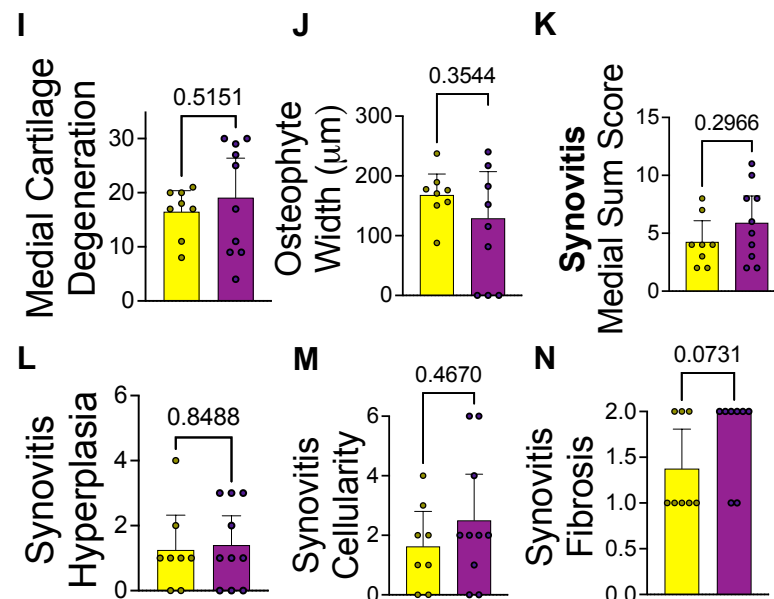 I
Medial Cartilage
Degeneration
0.5151
30
20
10
0
J
Osteophyte
Width (μm)
0.3544
300
200
100
0
K
Synovitis
Medial Sum Score
0.2966
15
10
5
0
L
Synovitis
Hyperplasia
0.8488
6
4
2
0
M
Synovitis
Cellularity
0.4670
6
4
2
0
N
Synovitis
Fibrosis
0.0731
2.0
1.5
1.0
0.5
0.0